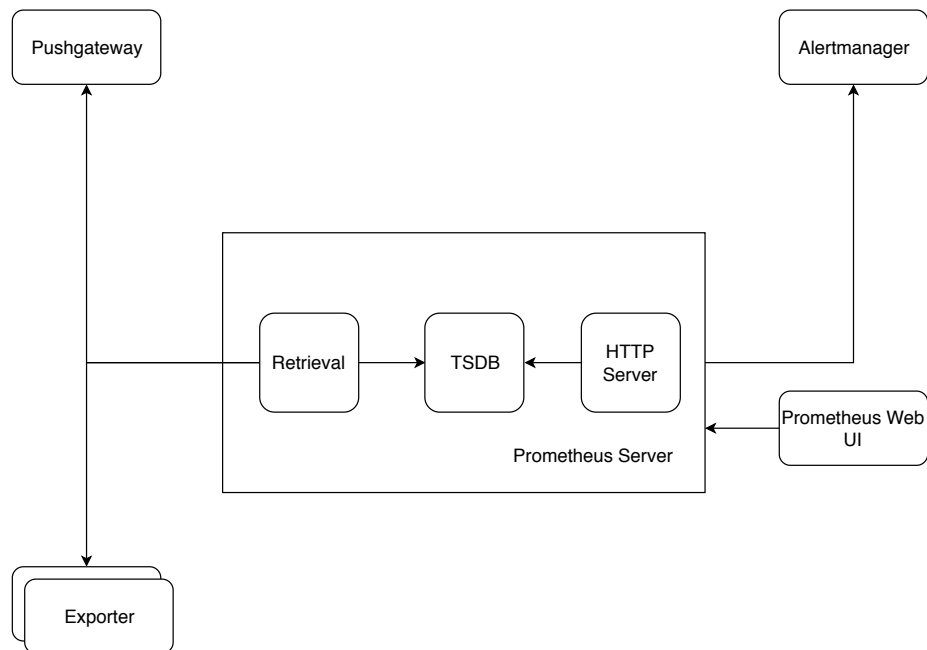 Pushgateway
Alertmanager
Retrieval
TSDB
HTTP
Server
Prometheus Server
Prometheus Web
UI
Exporter